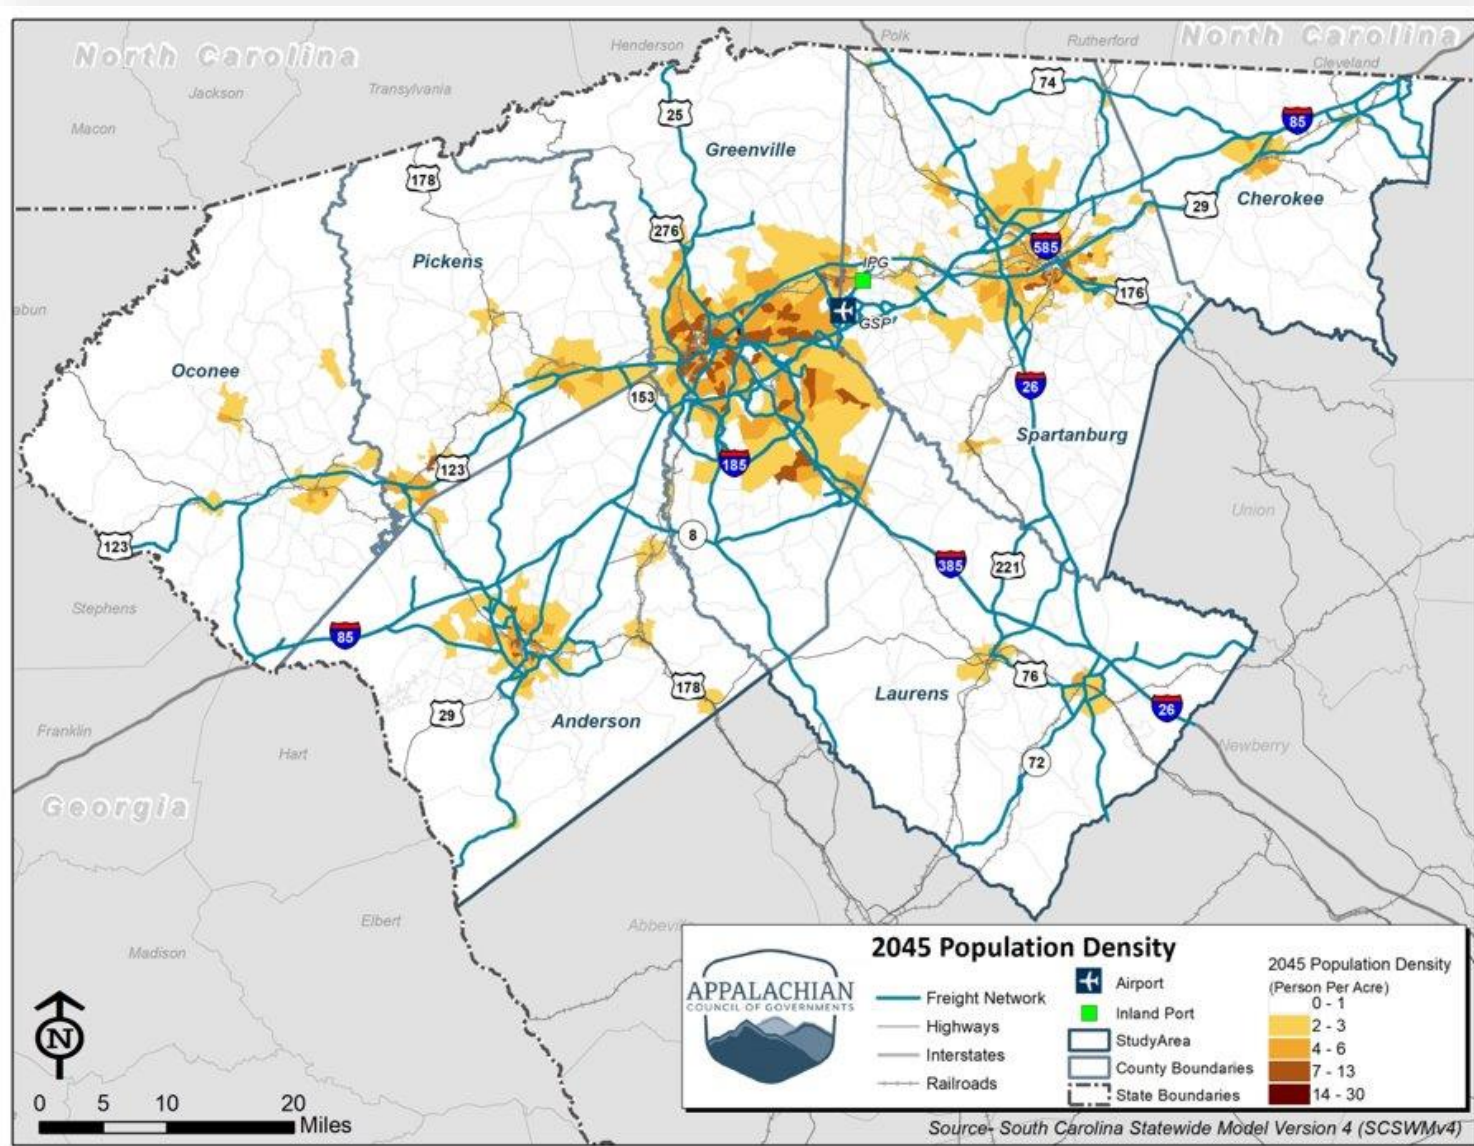 North Carolina
Henderson
Polk
Rutherford
North Carolina
Cleveland
Jackson
Transylvania
Macon
74
25
85
Greenville
178
29
Cherokee
276
585
Pickens
IPG
176
abun
GSP
Oconee
26
153
Spartanburg
123
185
Union
8
123
385
221
Stephens
85
76
178
Laurens
26
29
Anderson
Franklin
Newberry
Hart
72
Georgia
Elbert
Madison
N
0 5 10 20
Miles
APPALACHIAN
COUNCIL OF GOVERNMENTS
2045 Population Density
Freight Network
Highways
Interstates
Railroads
Airport
Inland Port
StudyArea
County Boundaries
State Boundaries
2045 Population Density
(Person Per Acre)
0 - 1
2 - 3
4 - 6
7 - 13
14 - 30
Source- South Carolina Statewide Model Version 4 (SCSWMv4)